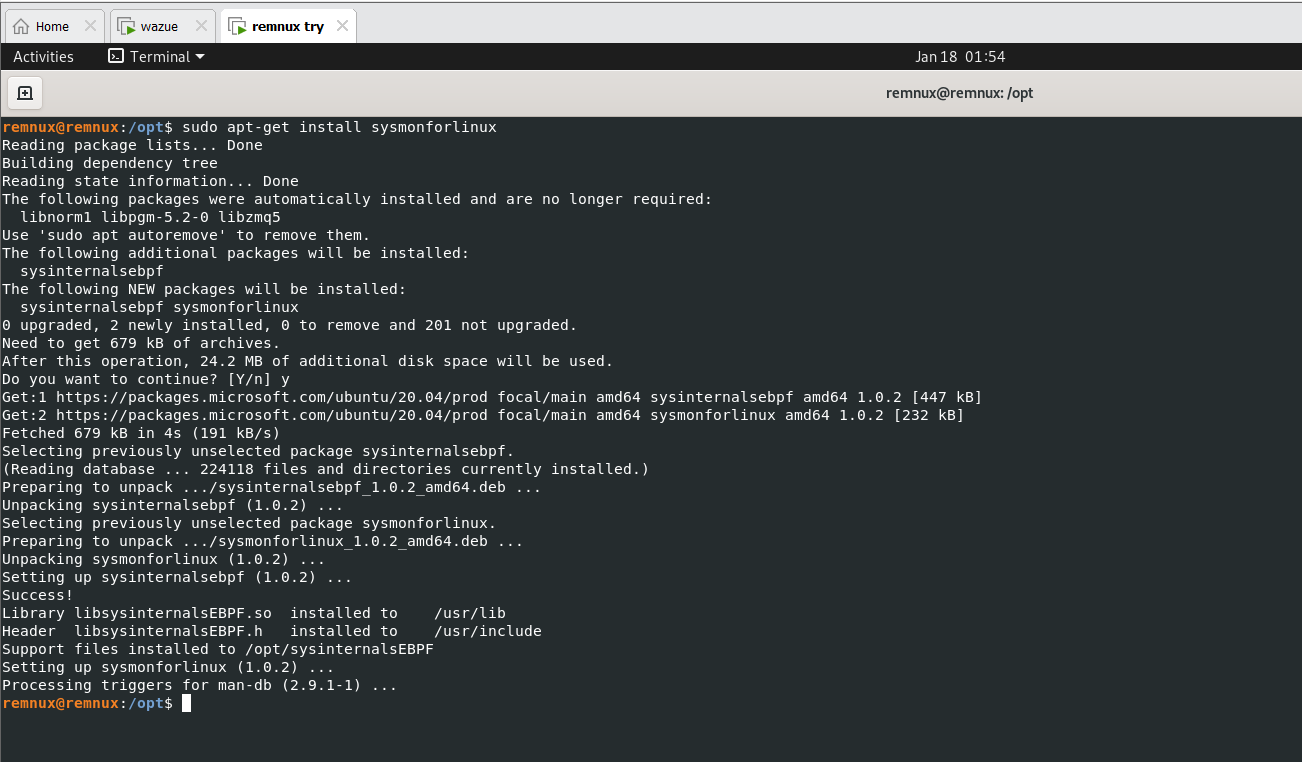 Home
wazue
remnux try
Activities
Terminal
Jan 18 01:54
remnux@remnux: /opt
remnux@remnux:/opt$ sudo apt-get install sysmonforlinux
Reading package lists... Done
Building dependency tree
Reading state information... Done
The following packages were automatically installed and are no longer required:
  libnorm1 libpgm-5.2-0 libzmq5
Use 'sudo apt autoremove' to remove them.
The following additional packages will be installed:
  sysinternalsebpf
The following NEW packages will be installed:
  sysinternalsebpf sysmonforlinux
0 upgraded, 2 newly installed, 0 to remove and 201 not upgraded.
Need to get 679 kB of archives.
After this operation, 24.2 MB of additional disk space will be used.
Do you want to continue? [Y/n] y
Get:1 https://packages.microsoft.com/ubuntu/20.04/prod focal/main amd64 sysinternalsebpf amd64 1.0.2 [447 kB]
Get:2 https://packages.microsoft.com/ubuntu/20.04/prod focal/main amd64 sysmonforlinux amd64 1.0.2 [232 kB]
Fetched 679 kB in 4s (191 kB/s)
Selecting previously unselected package sysinternalsebpf.
(Reading database ... 224118 files and directories currently installed.)
Preparing to unpack .../sysinternalsebpf_1.0.2_amd64.deb ...
Unpacking sysinternalsebpf (1.0.2) ...
Selecting previously unselected package sysmonforlinux.
Preparing to unpack .../sysmonforlinux_1.0.2_amd64.deb ...
Unpacking sysmonforlinux (1.0.2) ...
Setting up sysinternalsebpf (1.0.2) ...
Success!
Library libsysinternalsEBPF.so  installed to    /usr/lib
Header  libsysinternalsEBPF.h   installed to    /usr/include
Support files installed to /opt/sysinternalsEBPF
Setting up sysmonforlinux (1.0.2) ...
Processing triggers for man-db (2.9.1-1) ...
remnux@remnux:/opt$